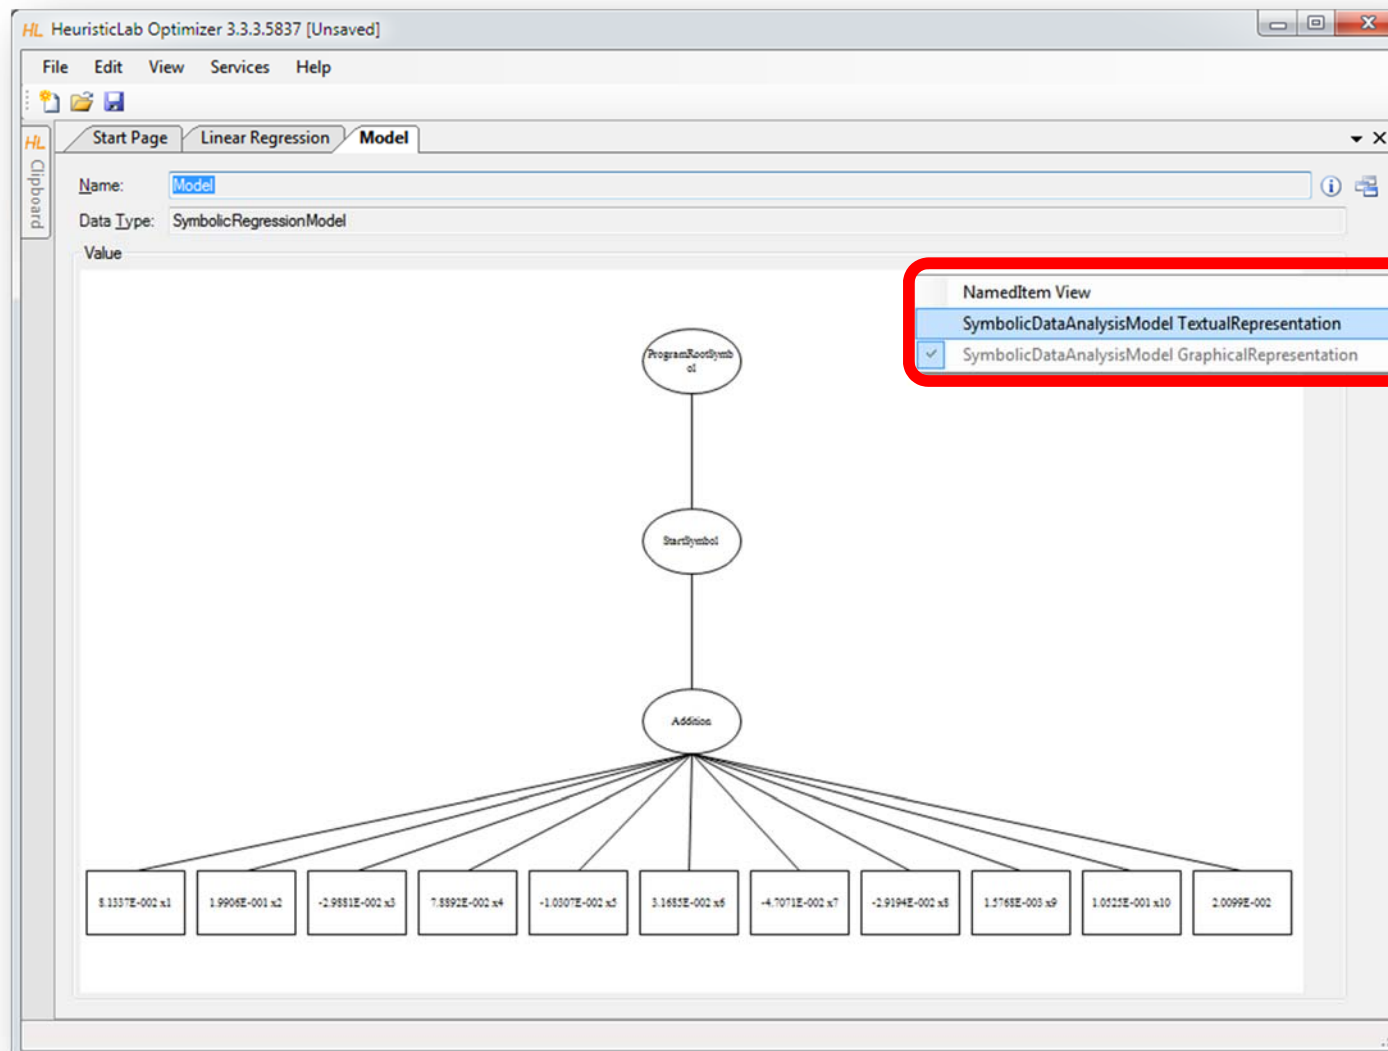 HL HeuristicLab Optimizer 3.3.3.5837 [Unsaved]
File Edit View Services Help
HL Clipboard
Start Page Linear Regression Model
Name: Model
Data Type: SymbolicRegressionModel
Value
NamedItem View
SymbolicDataAnalysisModel TextualRepresentation
SymbolicDataAnalysisModel GraphicalRepresentation
ProgramRootSymb
ol
StartSymbol
Addition
8.1337E-002 x1 1.9906E-001 x2 -2.9881E-002 x3 7.8892E-002 x4 -1.0307E-002 x5 3.1685E-002 x6 -4.7071E-002 x7 -2.9194E-002 x8 1.5768E-003 x9 1.0525E-001 x10 2.0099E-002